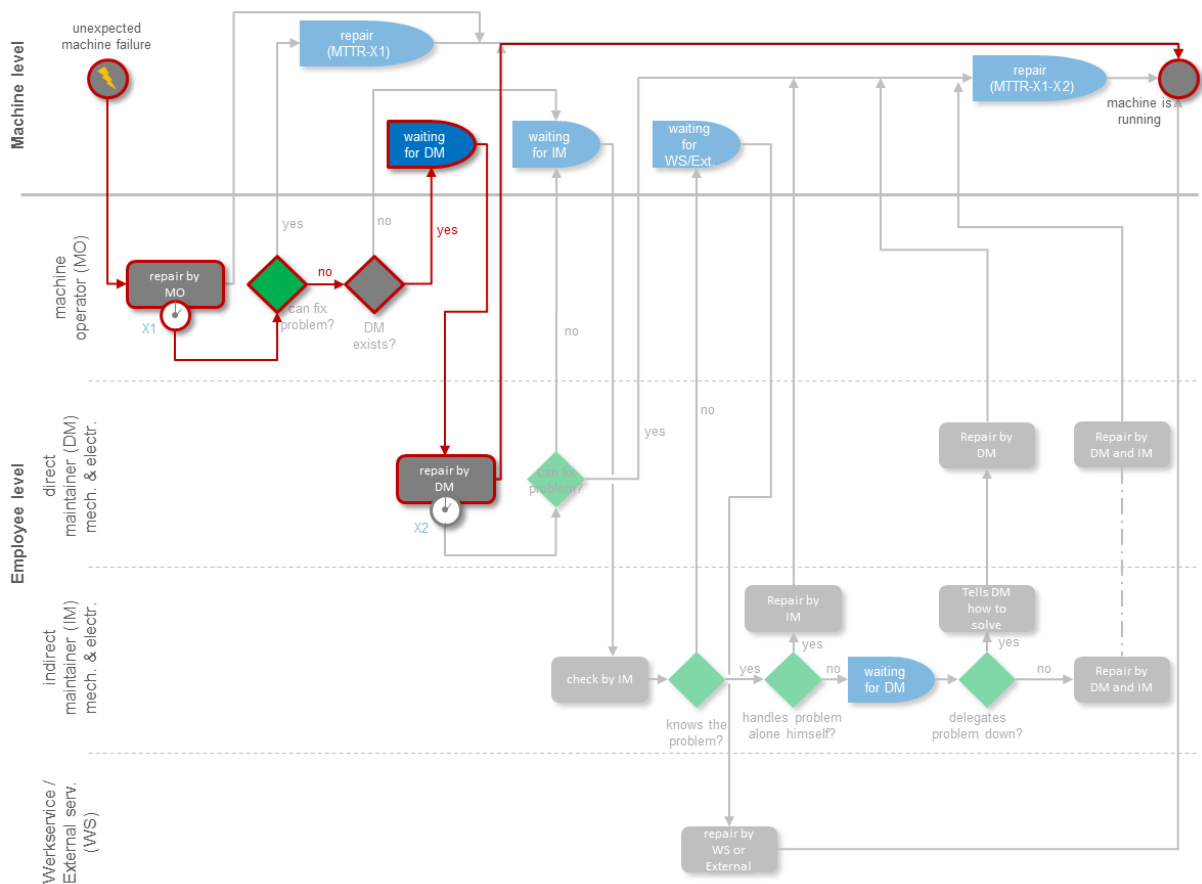 unexpected
machine failure
repair
(MTTR-X1)
repair
(MTTR-X1-X2)
machine is
running
waiting
for DM
waiting
for IM
waiting
for
WS/Ext.
Machine level
yes
no
yes
machine
operator (MO)
repair by
MO
X1
no
can fix
problem?
DM
exists?
no
Employee level
direct
maintainer (DM)
mech. & electr.
no
yes
repair by
DM
X2
can fix
problem?
Repair by
DM
Repair by
DM and IM
indirect
maintainer (IM)
mech. & electr.
Repair by
IM
Tells DM
how to
solve
yes
yes
check by IM
yes
no
waiting
for DM
no
Repair by
DM and IM
knows the
problem?
handles problem
alone himself?
delegates
problem down?
Werkservice /
External serv.
(WS)
repair by
WS or
External